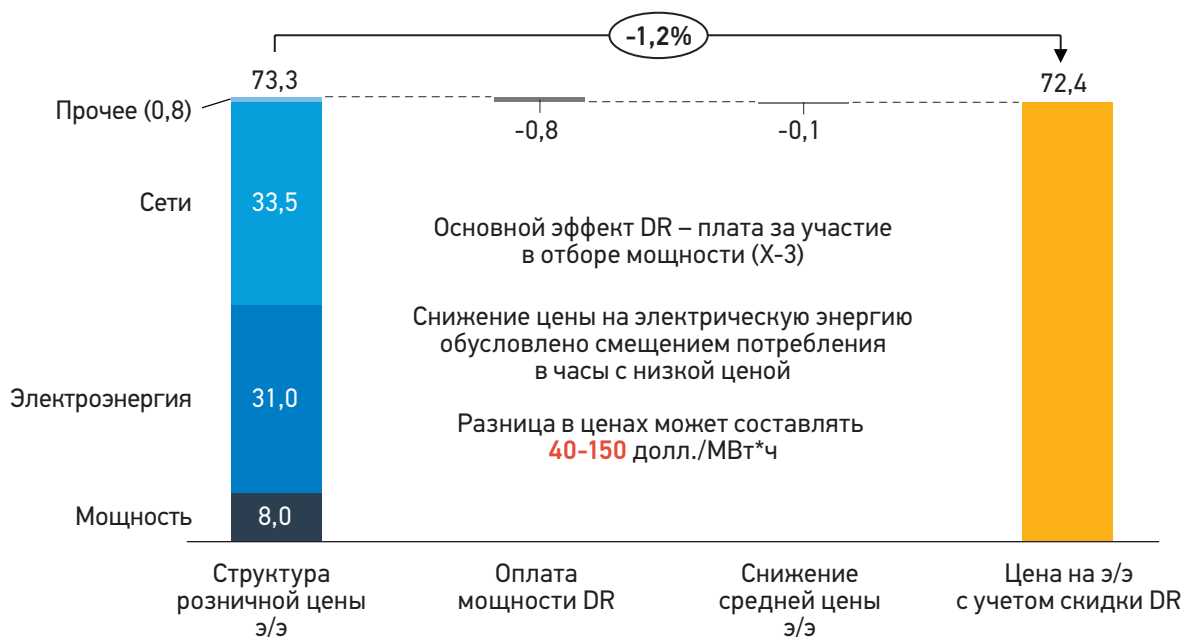 -1,2%
73,3
72,4
Прочее (0,8)
-0,8
-0,1
Сети
33,5
Основной эффект DR – плата за участие
в отборе мощности (X-3)
Снижение цены на электрическую энергию
обусловлено смещением потребления
в часы с низкой ценой
Электроэнергия
31,0
Разница в ценах может составлять
40-150 долл./МВт*ч
Мощность
8,0
Структура
розничной цены
э/э
Оплата
мощности DR
Снижение
средней цены
э/э
Цена на э/э
с учетом скидки DR